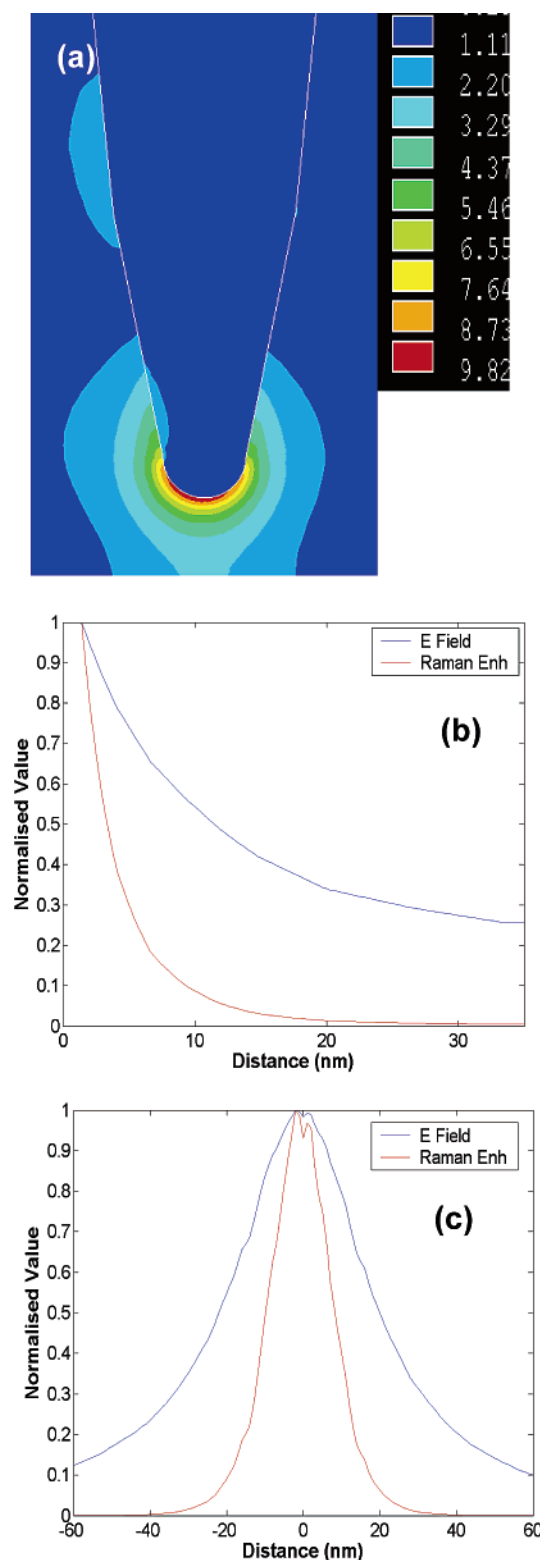 (a)
1.11
2.20
3.29
4.37
5.46
6.55
7.64
8.73
9.82
1
0.9
0.8
0.7
0.6
0.5
0.4
0.3
0.2
0.1
0
E Field
Raman Enh
(b)
Normalised Value
0 10 20 30
Distance (nm)
1
0.9
0.8
0.7
0.6
0.5
0.4
0.3
0.2
0.1
0
E Field
Raman Enh
(c)
Normalised Value
-60 -40 -20 0 20 40 60
Distance (nm)